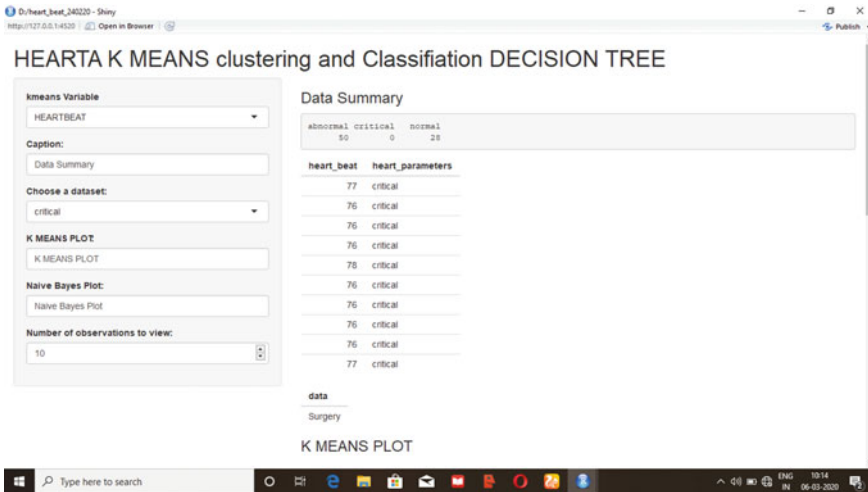 D:/heart_beat_240220 - Shiny
http://127.0.0.1:4520 Open in Browser Publish
HEARTA K MEANS clustering and Classifiation DECISION TREE
kmeans Variable
HEARTBEAT
Caption:
Data Summary
Choose a dataset:
critical
K MEANS PLOT:
K MEANS PLOT
Naive Bayes Plot:
Naive Bayes Plot
Number of observations to view:
10
Data Summary
abnormal critical normal
50 0 28
heart_beat heart_parameters
77 critical
76 critical
76 critical
76 critical
78 critical
76 critical
76 critical
76 critical
76 critical
77 critical
data
Surgery
K MEANS PLOT
Type here to search
ENG 10:14
IN 06-03-2020